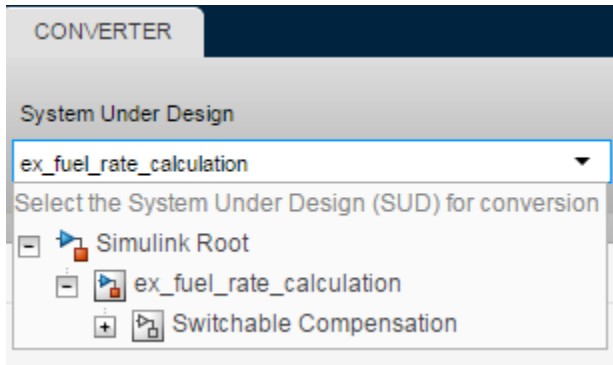 CONVERTER
System Under Design
ex_fuel_rate_calculation
Select the System Under Design (SUD) for conversion
Simulink Root
ex_fuel_rate_calculation
Switchable Compensation